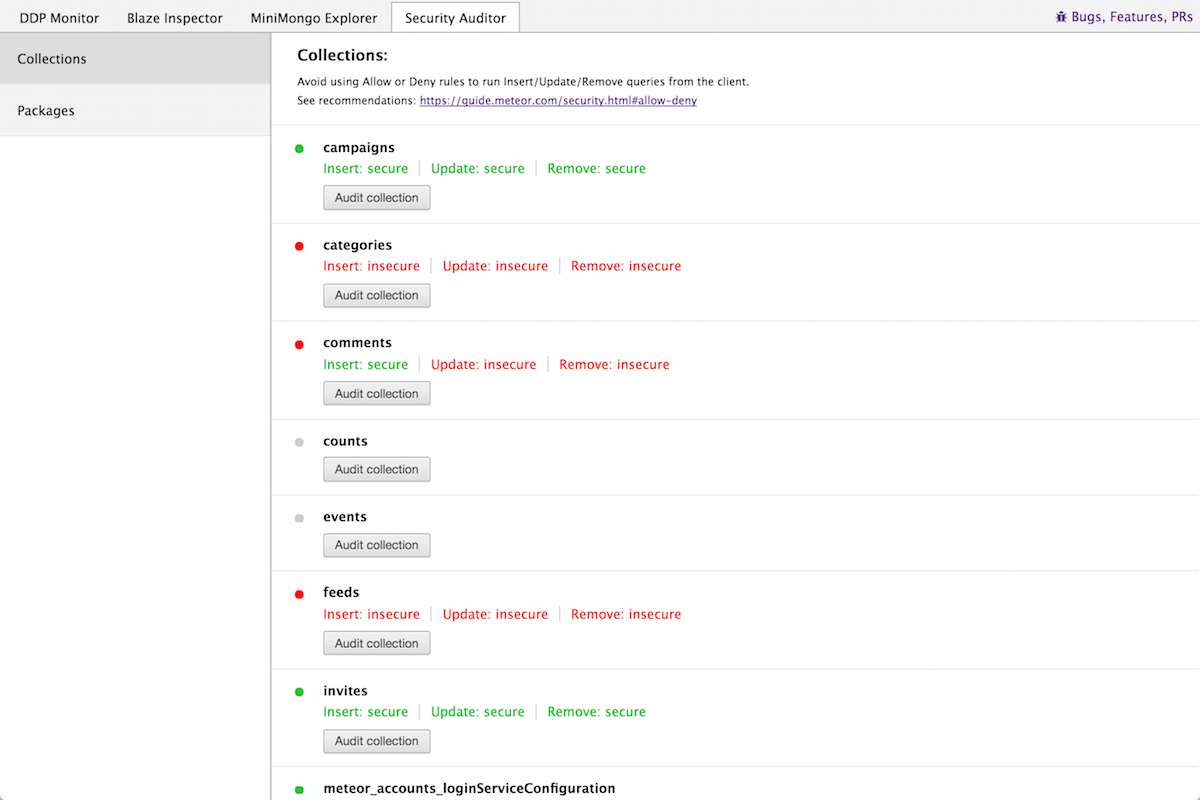 DDP Monitor Blaze Inspector MiniMongo Explorer Security Auditor Bugs, Features, PRs
Collections
Packages
Collections:
Avoid using Allow or Deny rules to run Insert/Update/Remove queries from the client.
See recommendations: https://guide.meteor.com/security.html#allow-deny
campaigns
Insert: secure Update: secure Remove: secure
Audit collection
categories
Insert: insecure Update: insecure Remove: insecure
Audit collection
comments
Insert: secure Update: insecure Remove: insecure
Audit collection
counts
Audit collection
events
Audit collection
feeds
Insert: insecure Update: insecure Remove: insecure
Audit collection
invites
Insert: secure Update: secure Remove: secure
Audit collection
meteor_accounts_loginServiceConfiguration